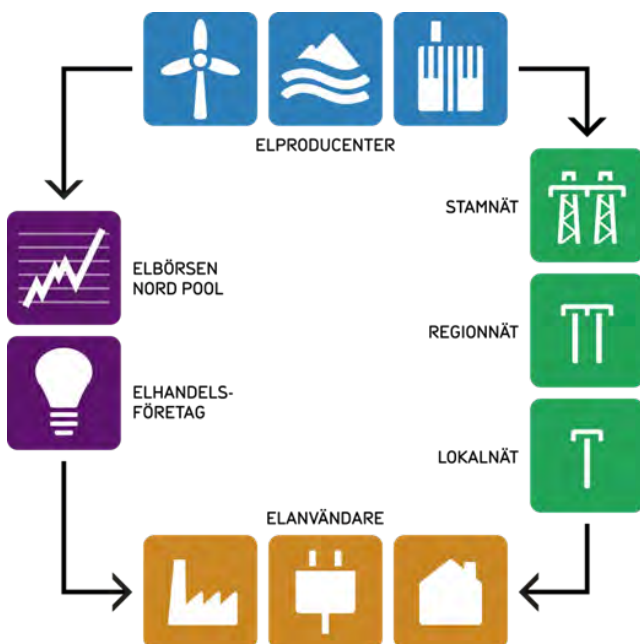 ELPRODUCENTER
STAMNÄT
ELBÖRSEN
NORD POOL
REGIONNÄT
ELHANDELS-
FÖRETAG
LOKALNÄT
ELANVÄNDARE